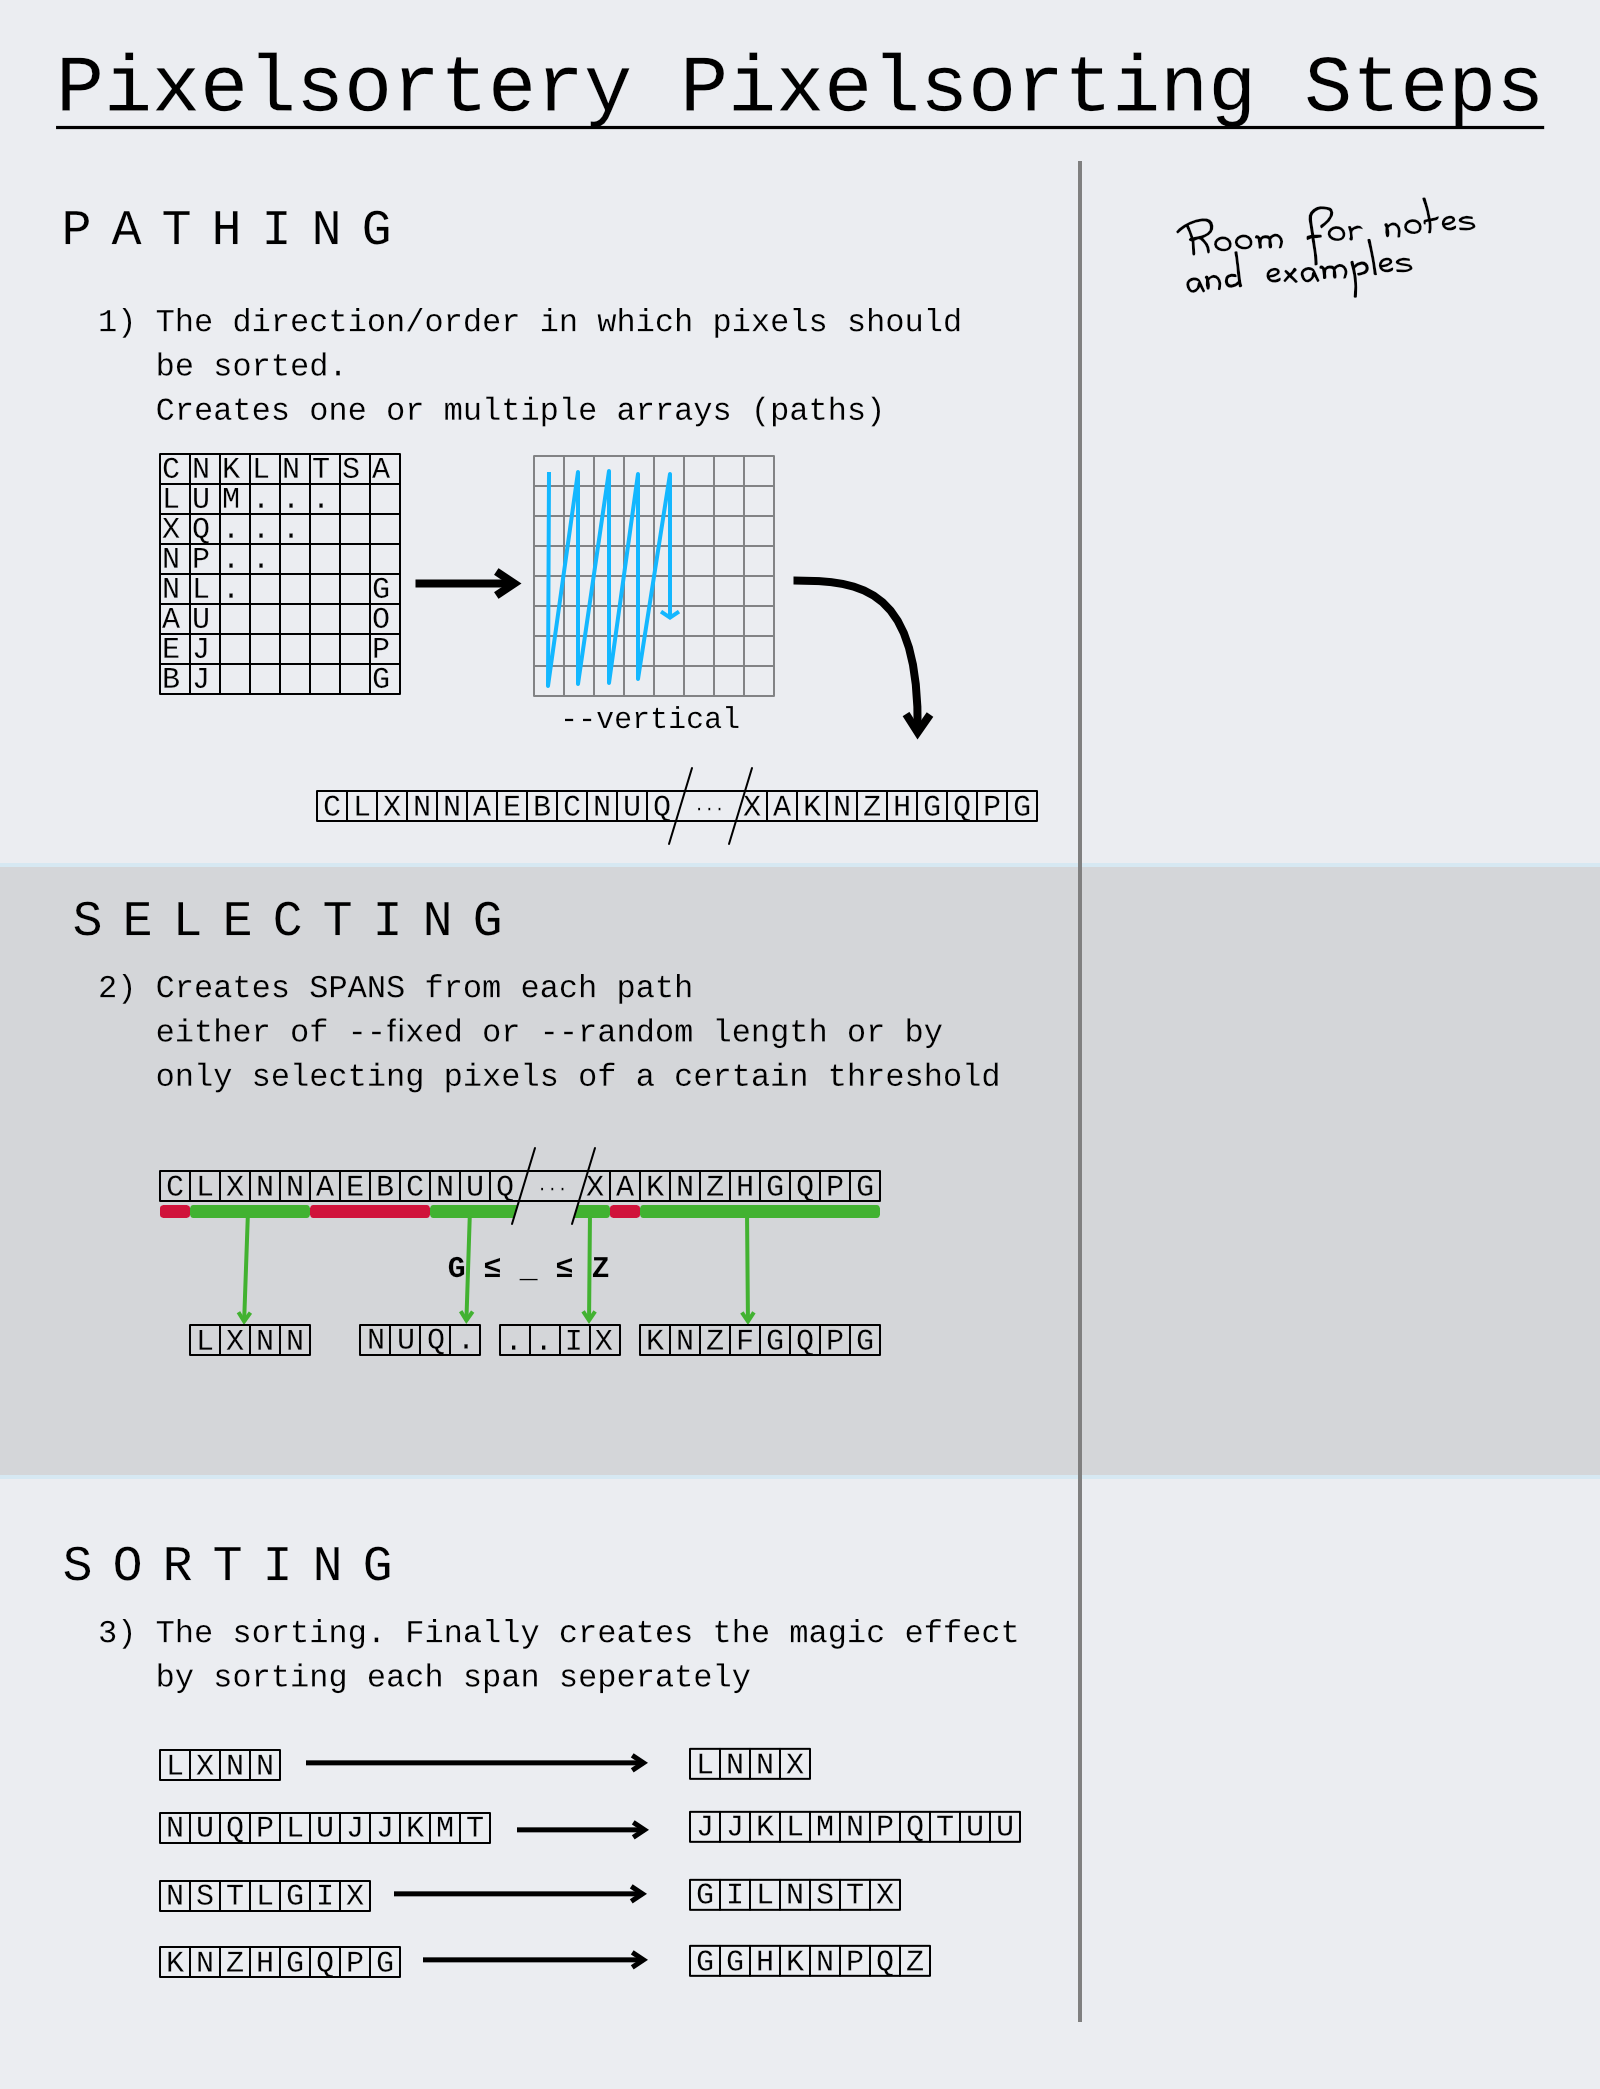 Pixelsortery Pixelsorting Steps
PATHING
Room for notes
and examples
1) The direction/order in which pixels should
be sorted.
Creates one or multiple arrays (paths)
C N K L N T S A
L U M . . .
X Q . . .
N P . .
N L . G
A U O
E J P
B J G
--vertical
C L X N N A E B C N U Q ... X A K N Z H G Q P G
SELECTING
2) Creates SPANS from each path
either of --fixed or --random length or by
only selecting pixels of a certain threshold
C L X N N A E B C N U Q ... X A K N Z H G Q P G
G ≤ _ ≤ Z
L X N N N U Q . . . I X K N Z F G Q P G
SORTING
3) The sorting. Finally creates the magic effect
by sorting each span seperately
L X N N L N N X
N U Q P L U J J K M T J J K L M N P Q T U U
N S T L G I X G I L N S T X
K N Z H G Q P G G G H K N P Q Z